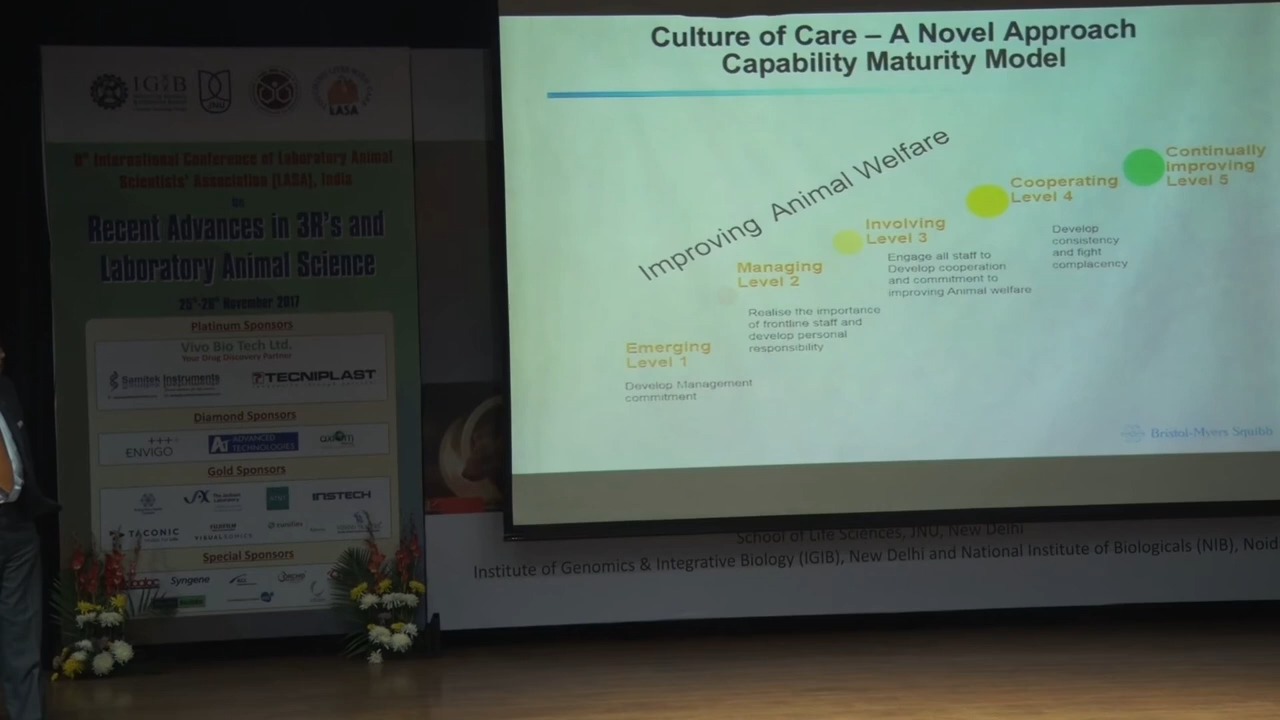 IGIB
JNU
LASA
International Conference of Laboratory Animal
Scientists' Association (LASA), India
on
Recent Advances in 3R's and
Laboratory Animal Science
November 2017
Platinum Sponsors
Vivo Bio Tech Ltd.
Your Drug Discovery Partner
Samitek Instruments
TECNIPLAST
Diamond Sponsors
ENVIGO
AT ADVANCED
TECHNOLOGIES
Gold Sponsors
INSTECH
TACONIC
FUJIFILM
VISUALSONICS
Special Sponsors
Syngene
Culture of Care – A Novel Approach
Capability Maturity Model
Improving Animal Welfare
Emerging
Level 1
Develop Management
commitment
Managing
Level 2
Realise the importance
of frontline staff and
develop personal
responsibility
Involving
Level 3
Engage all staff to
Develop cooperation
and commitment to
improving Animal welfare
Cooperating
Level 4
Develop
consistency
and fight
complacency
Continually
improving
Level 5
Bristol-Myers Squibb
School of Life Sciences, JNU, New Delhi
Institute of Genomics & Integrative Biology (IGIB), New Delhi and National Institute of Biologicals (NIB), Noid